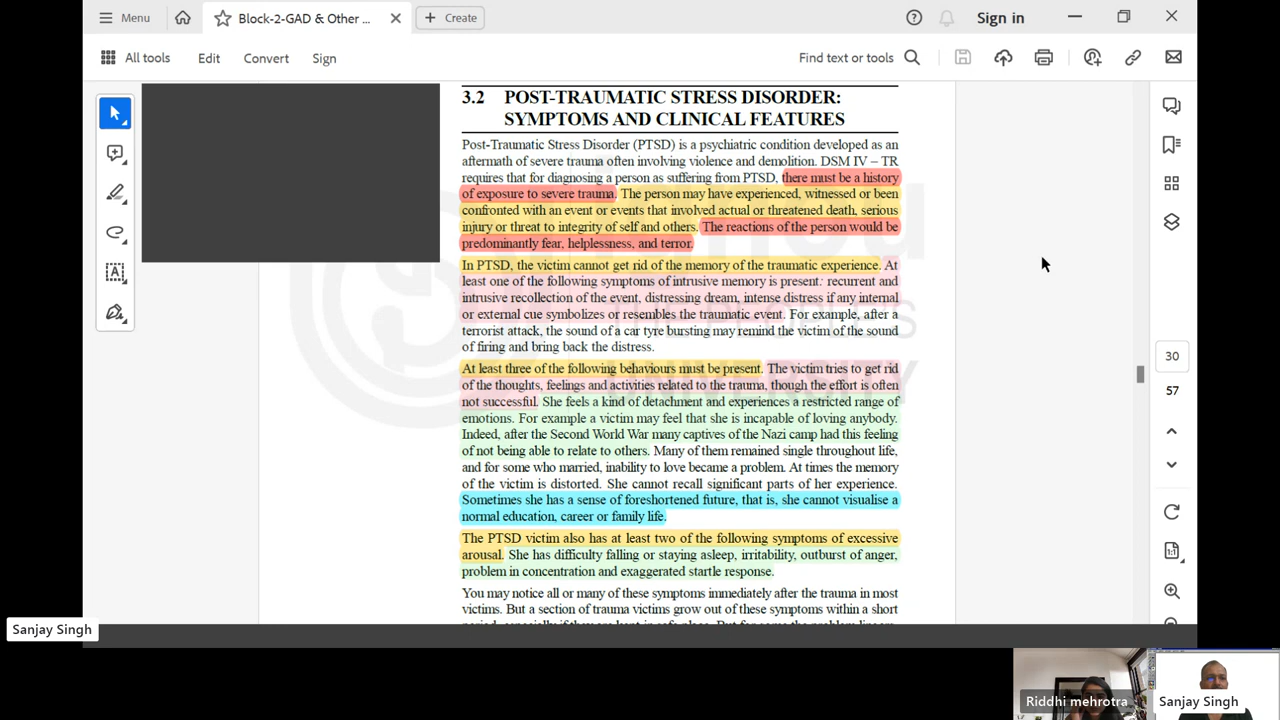 Menu
Block-2-GAD & Other ...
Create
Sign in
All tools
Edit
Convert
Sign
Find text or tools
3.2 POST-TRAUMATIC STRESS DISORDER:
SYMPTOMS AND CLINICAL FEATURES
Post-Traumatic Stress Disorder (PTSD) is a psychiatric condition developed as an
aftermath of severe trauma often involving violence and demolition. DSM IV – TR
requires that for diagnosing a person as suffering from PTSD, there must be a history
of exposure to severe trauma. The person may have experienced, witnessed or been
confronted with an event or events that involved actual or threatened death, serious
injury or threat to integrity of self and others. The reactions of the person would be
predominantly fear, helplessness, and terror.
In PTSD, the victim cannot get rid of the memory of the traumatic experience. At
least one of the following symptoms of intrusive memory is present: recurrent and
intrusive recollection of the event, distressing dream, intense distress if any internal
or external cue symbolizes or resembles the traumatic event. For example, after a
terrorist attack, the sound of a car tyre bursting may remind the victim of the sound
of firing and bring back the distress.
At least three of the following behaviours must be present. The victim tries to get rid
of the thoughts, feelings and activities related to the trauma, though the effort is often
not successful. She feels a kind of detachment and experiences a restricted range of
emotions. For example a victim may feel that she is incapable of loving anybody.
Indeed, after the Second World War many captives of the Nazi camp had this feeling
of not being able to relate to others. Many of them remained single throughout life,
and for some who married, inability to love became a problem. At times the memory
of the victim is distorted. She cannot recall significant parts of her experience.
Sometimes she has a sense of foreshortened future, that is, she cannot visualise a
normal education, career or family life.
The PTSD victim also has at least two of the following symptoms of excessive
arousal. She has difficulty falling or staying asleep, irritability, outburst of anger,
problem in concentration and exaggerated startle response.
You may notice all or many of these symptoms immediately after the trauma in most
victims. But a section of trauma victims grow out of these symptoms within a short
THE PEOPLE'S
UNIVERSITY
30
57
1:1
Sanjay Singh
Riddhi mehrotra
Sanjay Singh